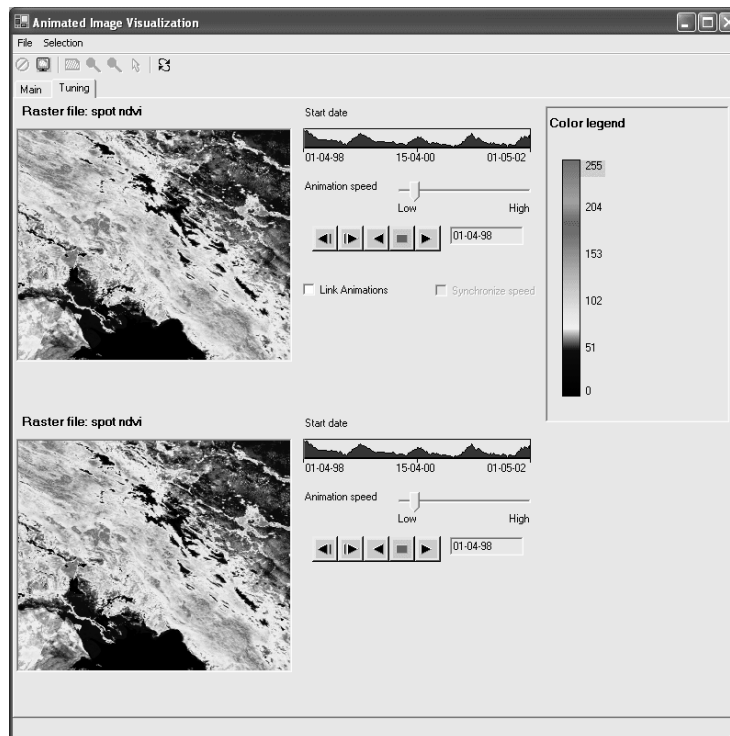 Animated Image Visualization
File Selection
Main Tuning
Raster file: spot ndvi
Start date
01-04-98 15-04-00 01-05-02
Animation speed
Low High
01-04-98
Link Animations Synchronize speed
Color legend
255
204
153
102
51
0
Raster file: spot ndvi
Start date
01-04-98 15-04-00 01-05-02
Animation speed
Low High
01-04-98